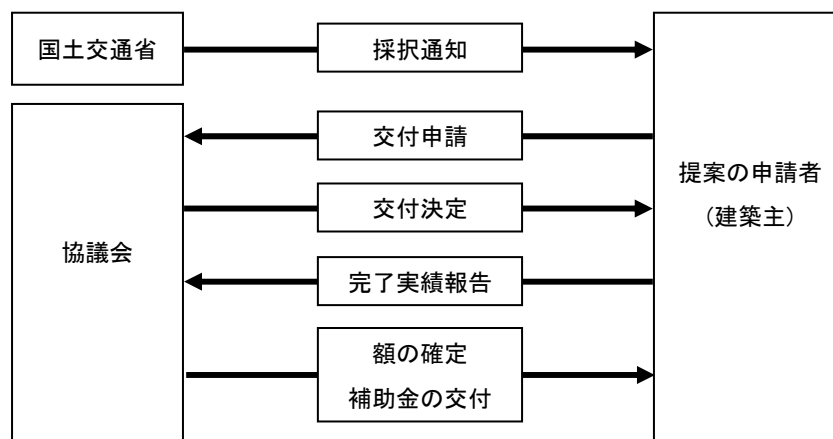 国土交通省
採択通知
交付申請
提案の申請者
（建築主）
交付決定
協議会
完了実績報告
額の確定
補助金の交付